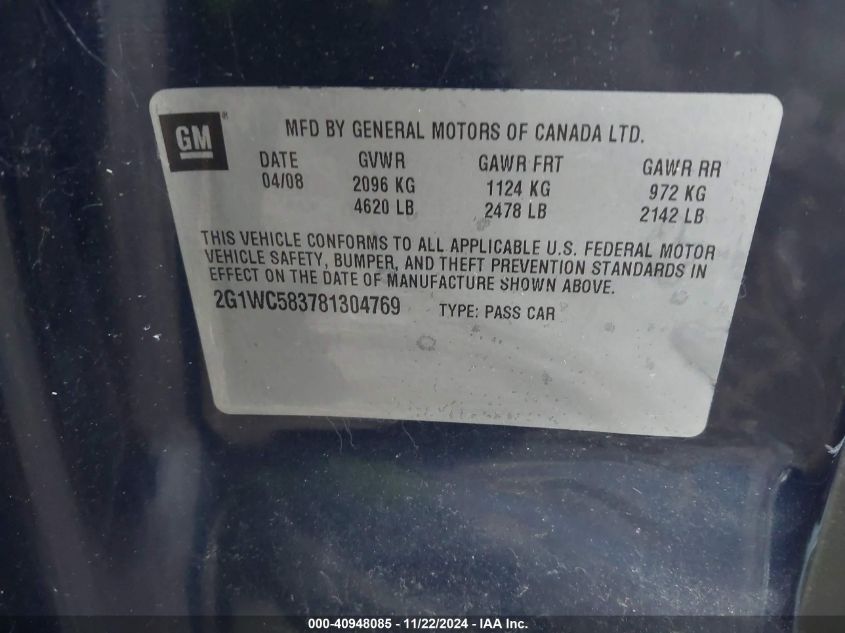 GM®
MFD BY GENERAL MOTORS OF CANADA LTD.
DATE GVWR GAWR FRT GAWR RR
04/08 2096 KG 1124 KG 972 KG
4620 LB 2478 LB 2142 LB
THIS VEHICLE CONFORMS TO ALL APPLICABLE U.S. FEDERAL MOTOR
VEHICLE SAFETY, BUMPER, AND THEFT PREVENTION STANDARDS IN
EFFECT ON THE DATE OF MANUFACTURE SHOWN ABOVE.
2G1WC583781304769 TYPE: PASS CAR
000-40948085 - 11/22/2024 - IAA Inc.